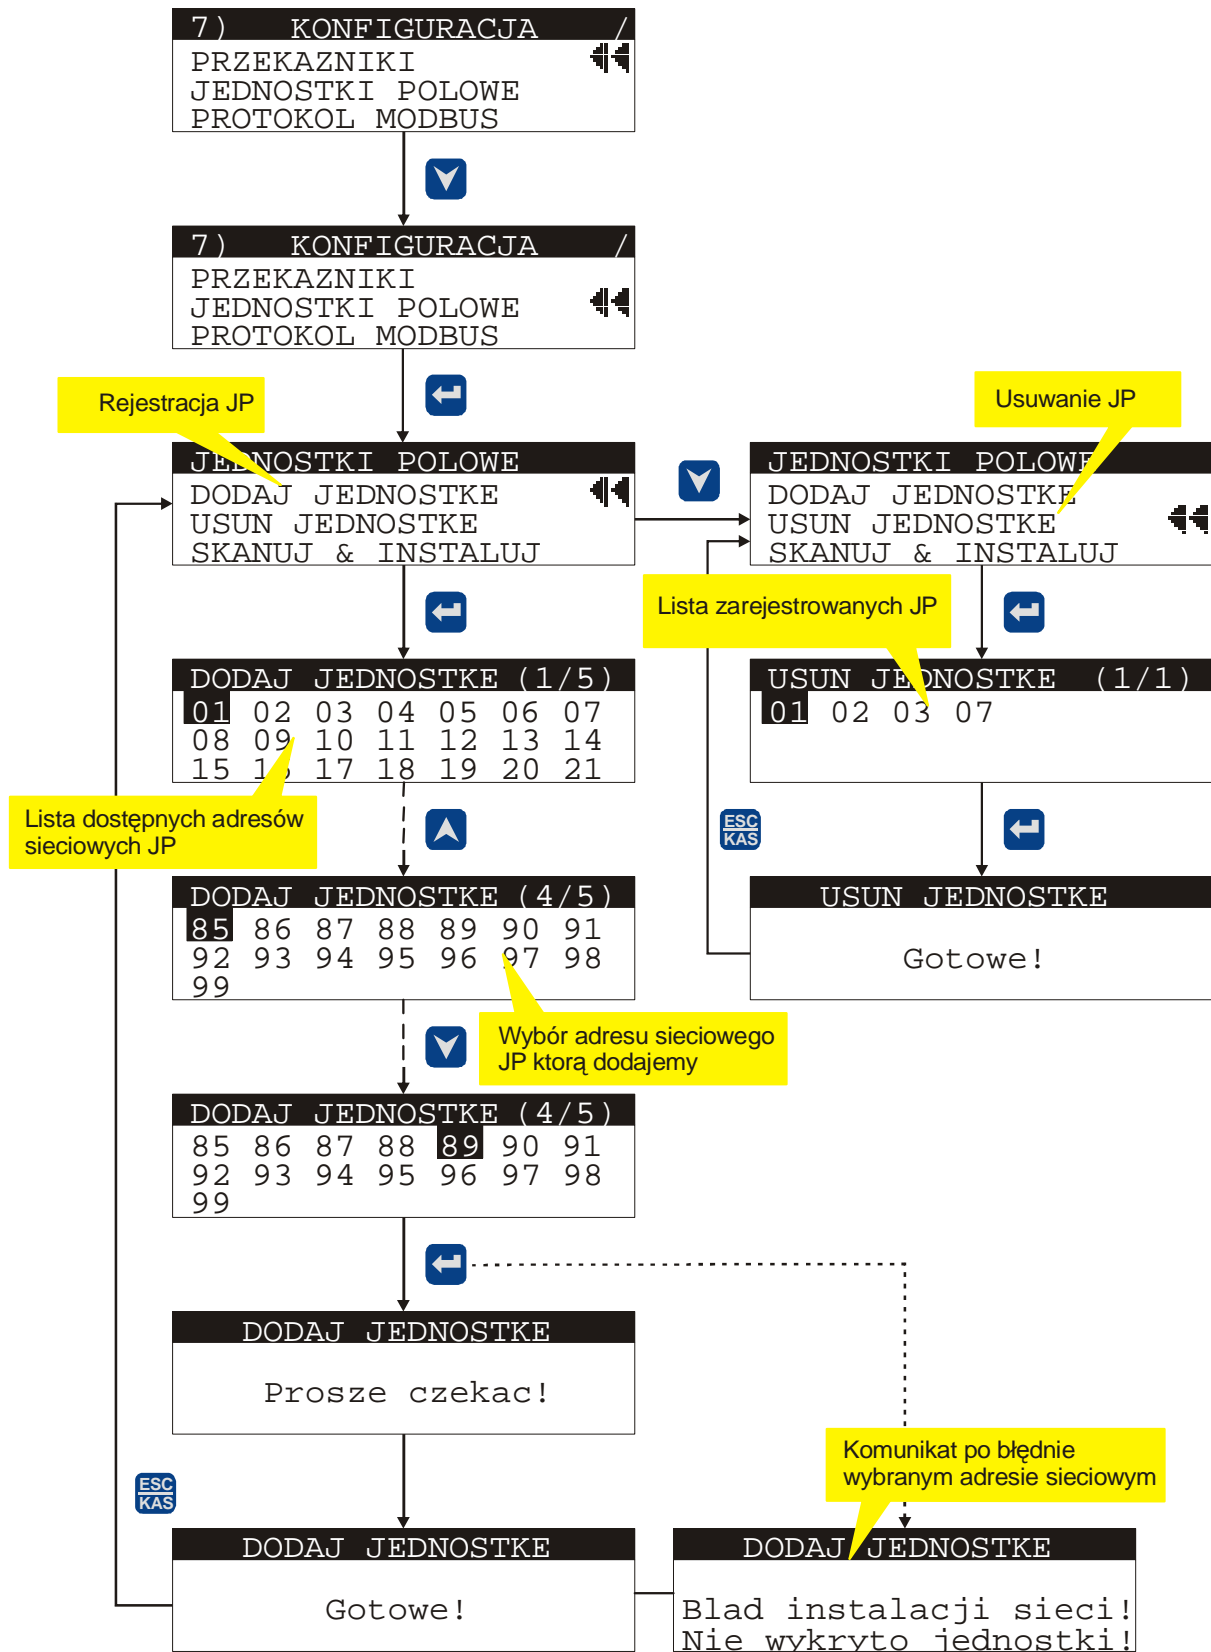 7) KONFIGURACJA /
PRZEKAZNIKI
JEDNOSTKI POLOWE
PROTOKOL MODBUS
7) KONFIGURACJA /
PRZEKAZNIKI
JEDNOSTKI POLOWE
PROTOKOL MODBUS
Rejestracja JP
Usuwanie JP
JEDNOSTKI POLOWE
DODAJ JEDNOSTKE
USUN JEDNOSTKE
SKANUJ & INSTALUJ
JEDNOSTKI POLOWE
DODAJ JEDNOSTKE
USUN JEDNOSTKE
SKANUJ & INSTALUJ
Lista zarejestrowanych JP
DODAJ JEDNOSTKE (1/5)
01 02 03 04 05 06 07
08 09 10 11 12 13 14
15 16 17 18 19 20 21
USUN JEDNOSTKE (1/1)
01 02 03 07
Lista dostępnych adresów
sieciowych JP
ESC
KAS
DODAJ JEDNOSTKE (4/5)
85 86 87 88 89 90 91
92 93 94 95 96 97 98
99
USUN JEDNOSTKE
Gotowe!
Wybór adresu sieciowego
JP ktorą dodajemy
DODAJ JEDNOSTKE (4/5)
85 86 87 88 89 90 91
92 93 94 95 96 97 98
99
DODAJ JEDNOSTKE
Prosze czekac!
Komunikat po błędnie
wybranym adresie sieciowym
ESC
KAS
DODAJ JEDNOSTKE
Gotowe!
DODAJ JEDNOSTKE
Blad instalacji sieci!
Nie wykryto jednostki!